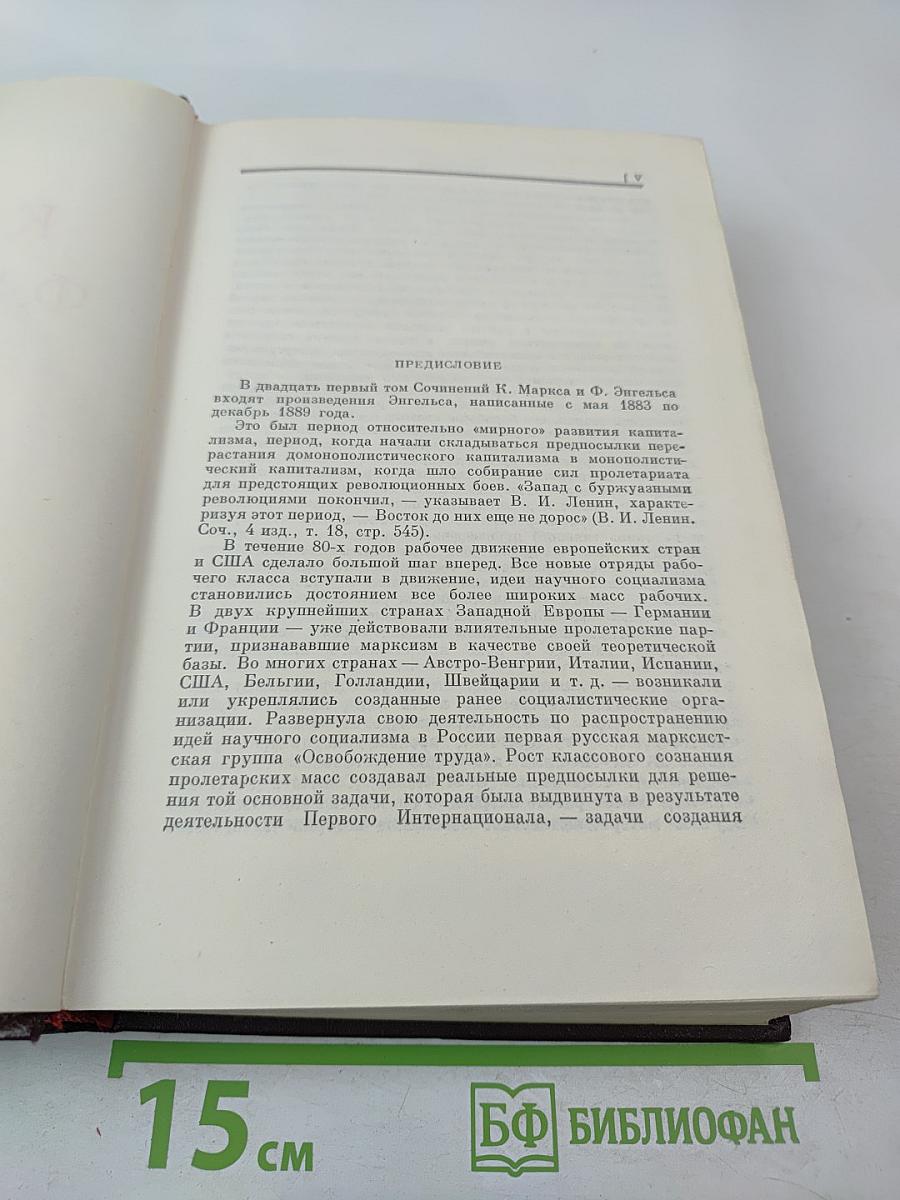 ПРЕДИСЛОВИЕ
В двадцать первый том Сочинений К. Маркса и Ф. Энгельса
входят произведения Энгельса, написанные с мая 1883 по
декабрь 1889 года.
Это был период относительно «мирного» развития капита-
лизма, период, когда начали складываться предпосылки пере-
растания домонополистического капитализма в монополисти-
ческий капитализм, когда шло собирание сил пролетариата
для предстоящих революционных боев. «Запад с буржуазными
революциями покончил, — указывает В. И. Ленин, характе-
ризуя этот период, — Восток до них еще не дорос» (В. И. Ленин.
Соч., 4 изд., т. 18, стр. 545).
В течение 80-х годов рабочее движение европейских стран
и США сделало большой шаг вперед. Все новые отряды рабо-
чего класса вступали в движение, идеи научного социализма
становились достоянием все более широких масс рабочих.
В двух крупнейших странах Западной Европы — Германии
и Франции — уже действовали влиятельные пролетарские пар-
тии, признававшие марксизм в качестве своей теоретической
базы. Во многих странах — Австро-Венгрии, Италии, Испании,
США, Бельгии, Голландии, Швейцарии и т. д. — возникали
или укреплялись созданные ранее социалистические орга-
низации. Развернула свою деятельность по распространению
идей научного социализма в России первая русская марксист-
ская группа «Освобождение труда». Рост классового сознания
пролетарских масс создавал реальные предпосылки для реше-
ния той основной задачи, которая была выдвинута в результате
деятельности Первого Интернационала, — задачи создания
15 см
БФ БИБЛИОФАН